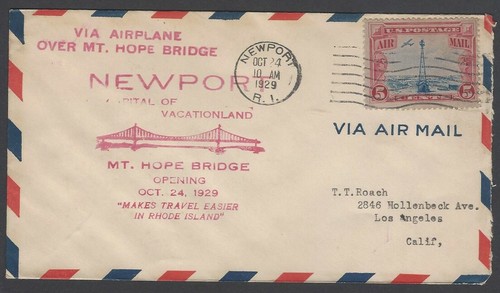 VIA AIRPLANE
OVER MT. HOPE BRIDGE
NEWPORT
CAPITAL OF
VACATIONLAND
MT. HOPE BRIDGE
OPENING
OCT. 24, 1929
"MAKES TRAVEL EASIER
IN RHODE ISLAND"
NEWPORT
OCT 24
10 AM
1929
R. I.
U.S. POSTAGE
AIR MAIL
5 5
VIA AIR MAIL
T.T.Roach
2846 Hollenbeck Ave.
Los Angeles
Calif,